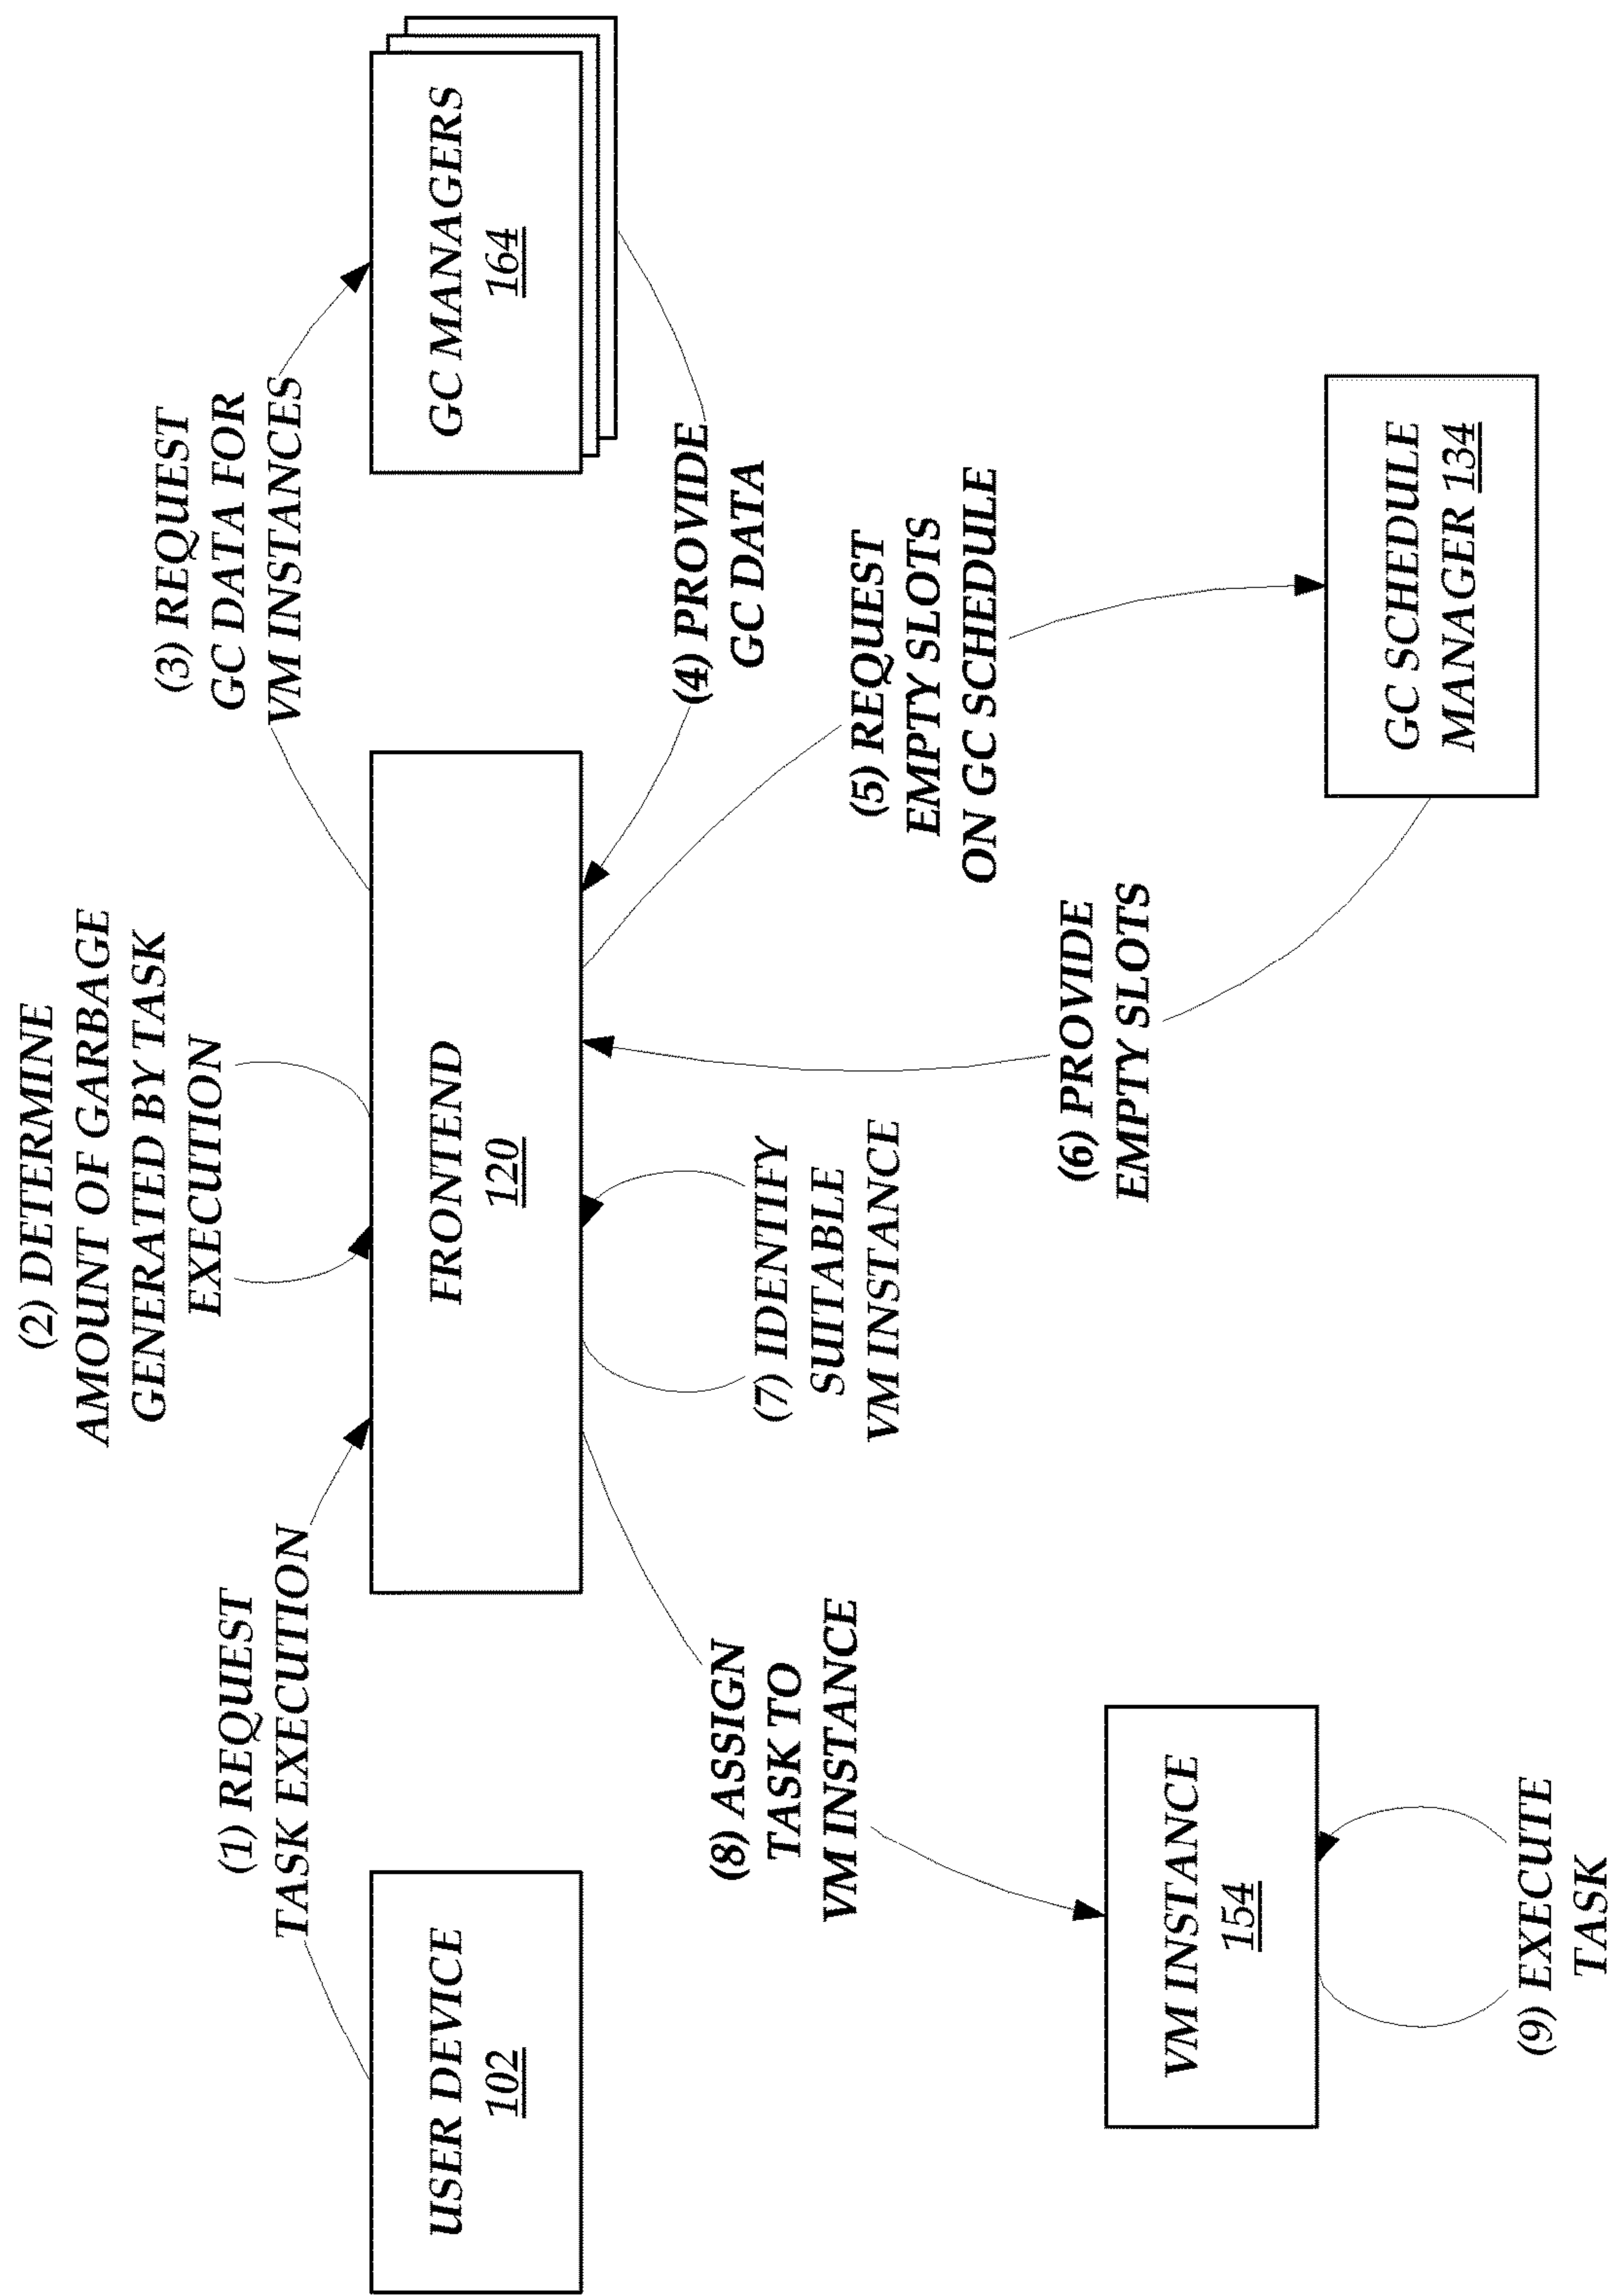 (2) DETERMINE
AMOUNT OF GARBAGE
GENERATED BY TASK
EXECUTION
(1) REQUEST
TASK EXECUTION
(3) REQUEST
GC DATA FOR
VM INSTANCES
USER DEVICE
102
FRONTEND
120
GC MANAGERS
164
(4) PROVIDE
GC DATA
(8) ASSIGN
TASK TO
VM INSTANCE
(7) IDENTIFY
SUITABLE
VM INSTANCE
(5) REQUEST
EMPTY SLOTS
ON GC SCHEDULE
(6) PROVIDE
EMPTY SLOTS
VM INSTANCE
154
GC SCHEDULE
MANAGER 134
(9) EXECUTE
TASK